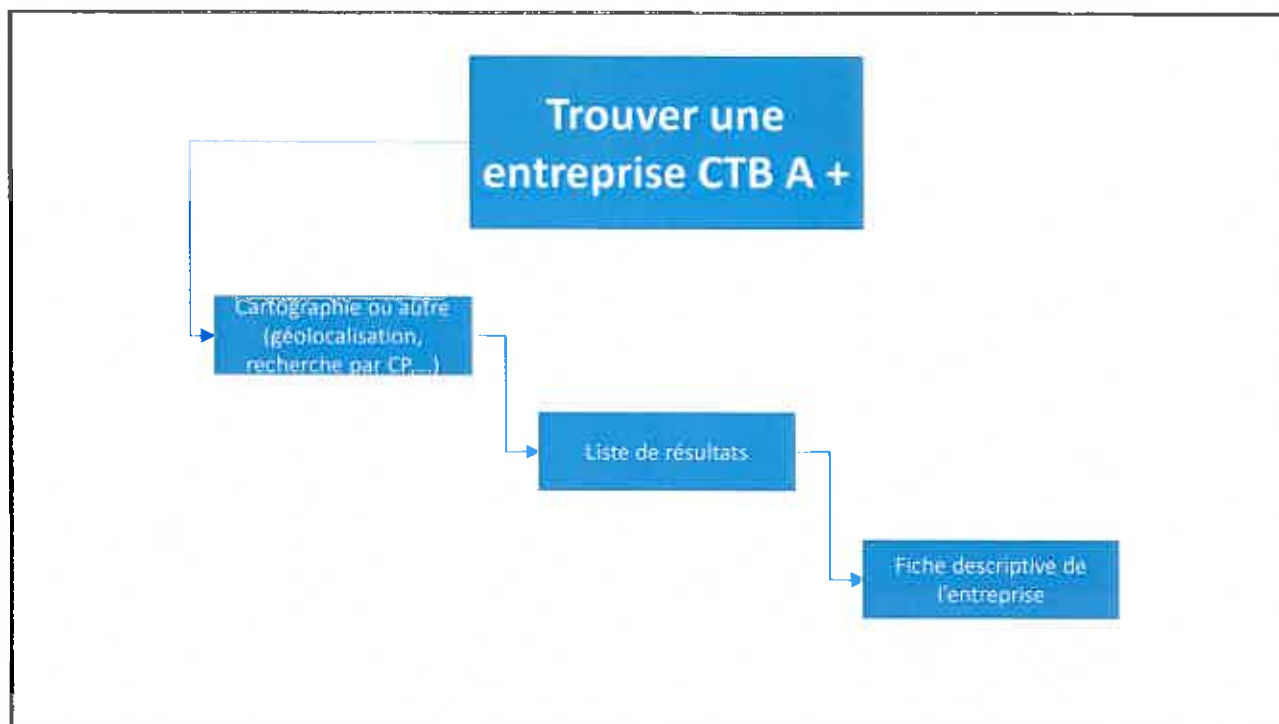 Trouver une
entreprise CTB A +
Cartographie ou autre
(géolocalisation,
recherche par CP,...)
Liste de résultats
Fiche descriptive de
l'entreprise